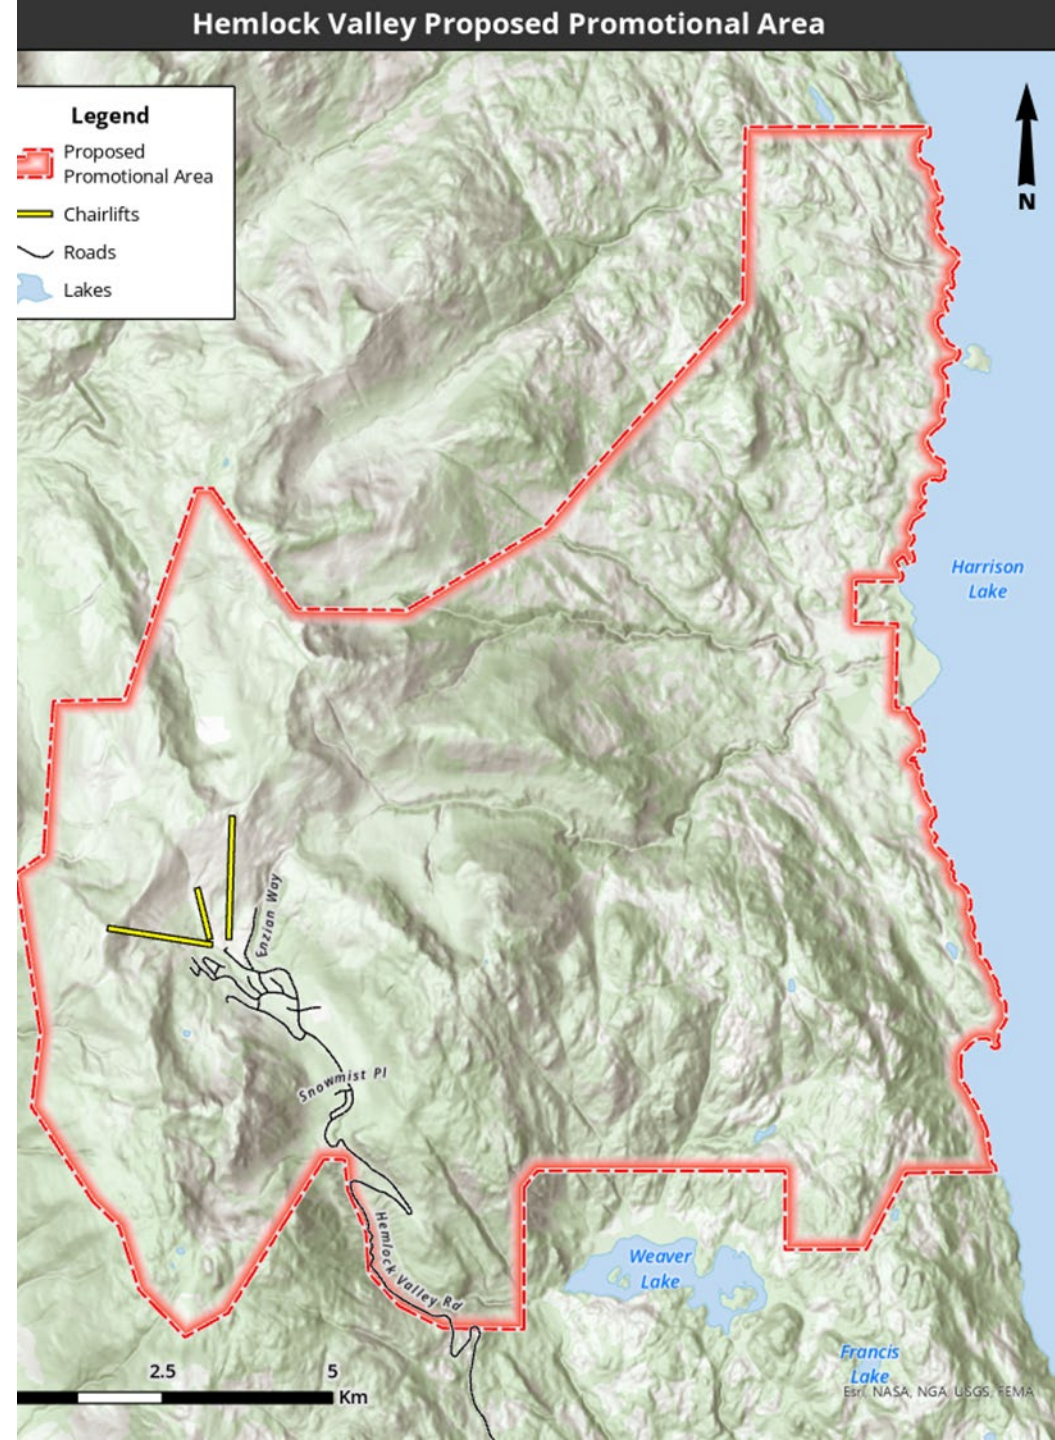 Hemlock Valley Proposed Promotional Area
Legend
Proposed
Promotional Area
Chairlifts
Roads
Lakes
N
Harrison
Lake
Enzian Way
Snowmist Pl
Hemlock Valley Rd
Weaver
Lake
Francis
Lake
2.5 5
Km
Esri, NASA, NGA, USGS, FEMA